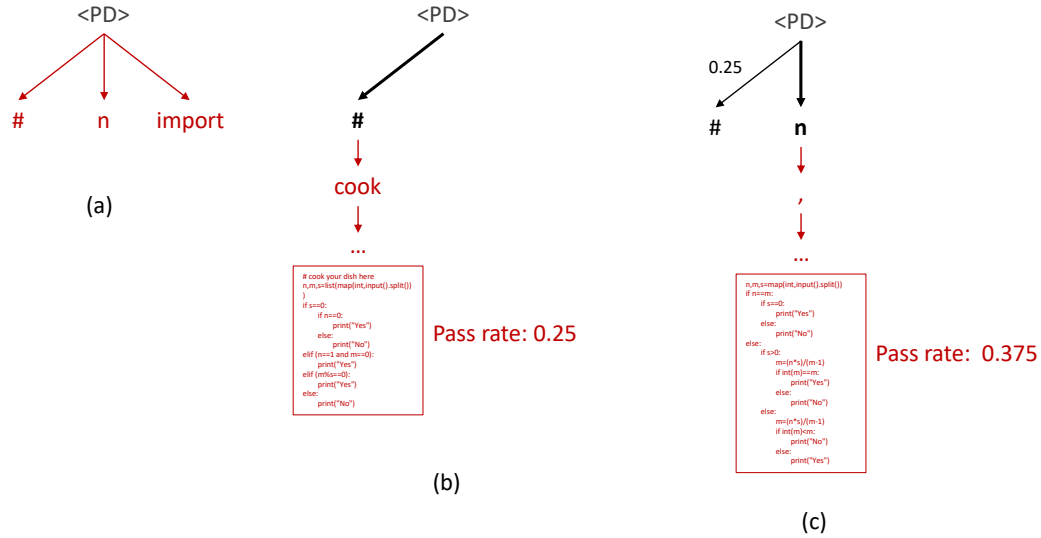 <PD>
# n import
(a)
<PD>
#
cook
...
# cook your dish here
n,m,s=list(map(int,input().split())
)
if s==0:
if n==0:
print("Yes")
else:
print("No")
elif (n==1 and m==0):
print("Yes")
elif (m%s==0):
print("Yes")
else:
print("No")
Pass rate: 0.25
(b)
<PD>
0.25
# n
,
...
n,m,s=map(int,input().split())
if n==m:
if s==0:
print("Yes")
else:
print("No")
else:
if s>0:
m=(n*s)/(m-1)
if int(m)==m:
print("Yes")
else:
print("No")
else:
m=(n*s)/(m-1)
if int(m)<m:
print("No")
else:
print("Yes")
Pass rate: 0.375
(c)